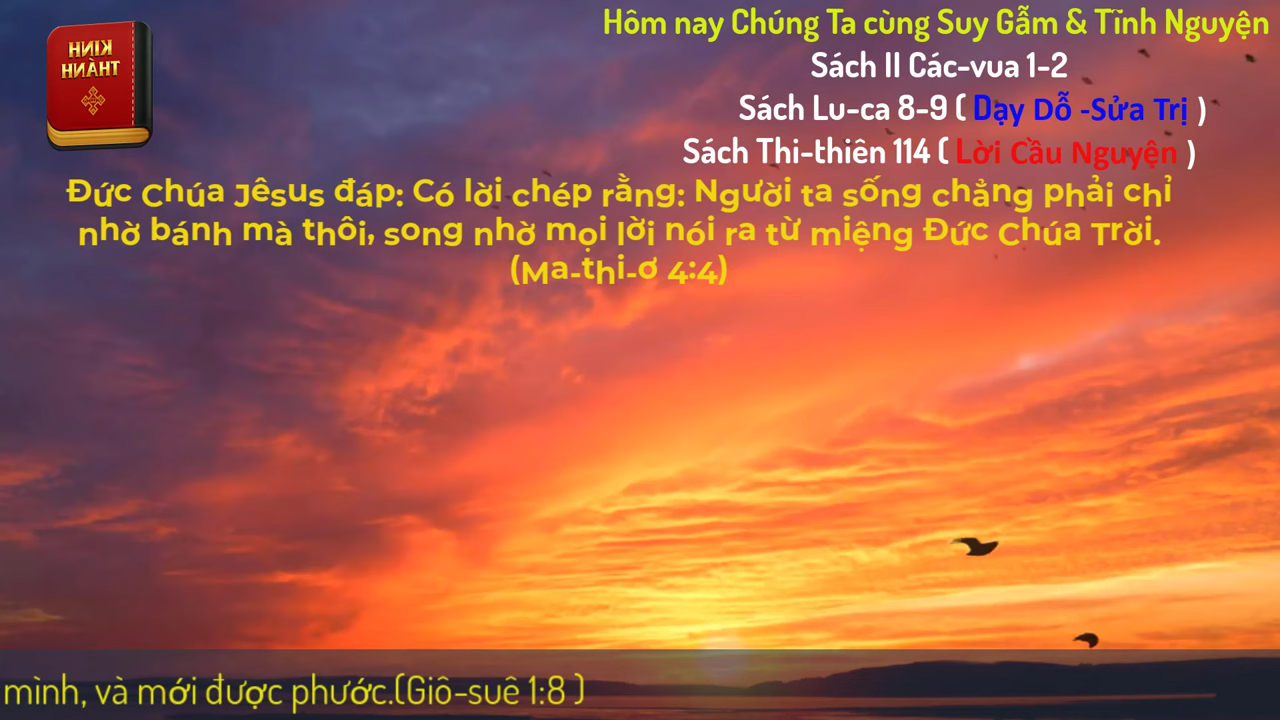 KINH
THÀNH
Hôm nay Chúng Ta cùng Suy Gẫm & Tĩnh Nguyện
Sách II Các-vua 1-2
Sách Lu-ca 8-9 ( Dạy Dỗ -Sửa Trị )
Sách Thi-thiên 114 ( Lời Cầu Nguyện )
Đức Chúa Jêsus đáp: Có lời chép rằng: Người ta sống chẳng phải chỉ
nhờ bánh mà thôi, song nhờ mọi lời nói ra từ miệng Đức Chúa Trời.
(Ma-thi-ơ 4:4)
mình, và mới được phước.(Giô-suê 1:8 )